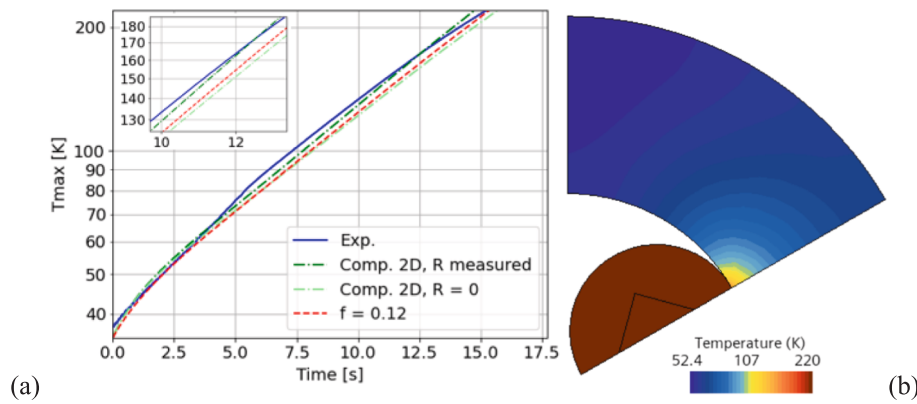 200
100
90
80
70
60
50
40
Tmax [K]
0.0 2.5 5.0 7.5 10.0 12.5 15.0 17.5
Time [s]
180
170
160
150
140
130
10 12
Exp.
Comp. 2D, R measured
Comp. 2D, R = 0
f = 0.12
(a)
Temperature (K)
52.4 107 220
(b)